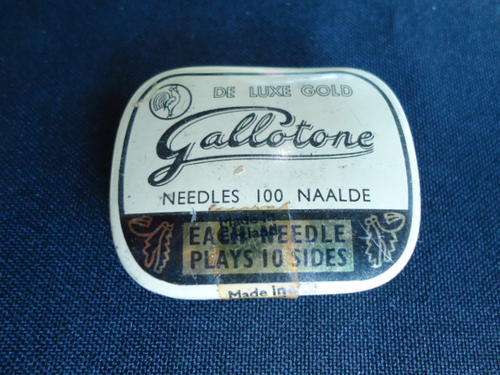 DE LUXE GOLD
Gallotone
NEEDLES 100 NAALDE
EACH NEEDLE
PLAYS 10 SIDES
Made in